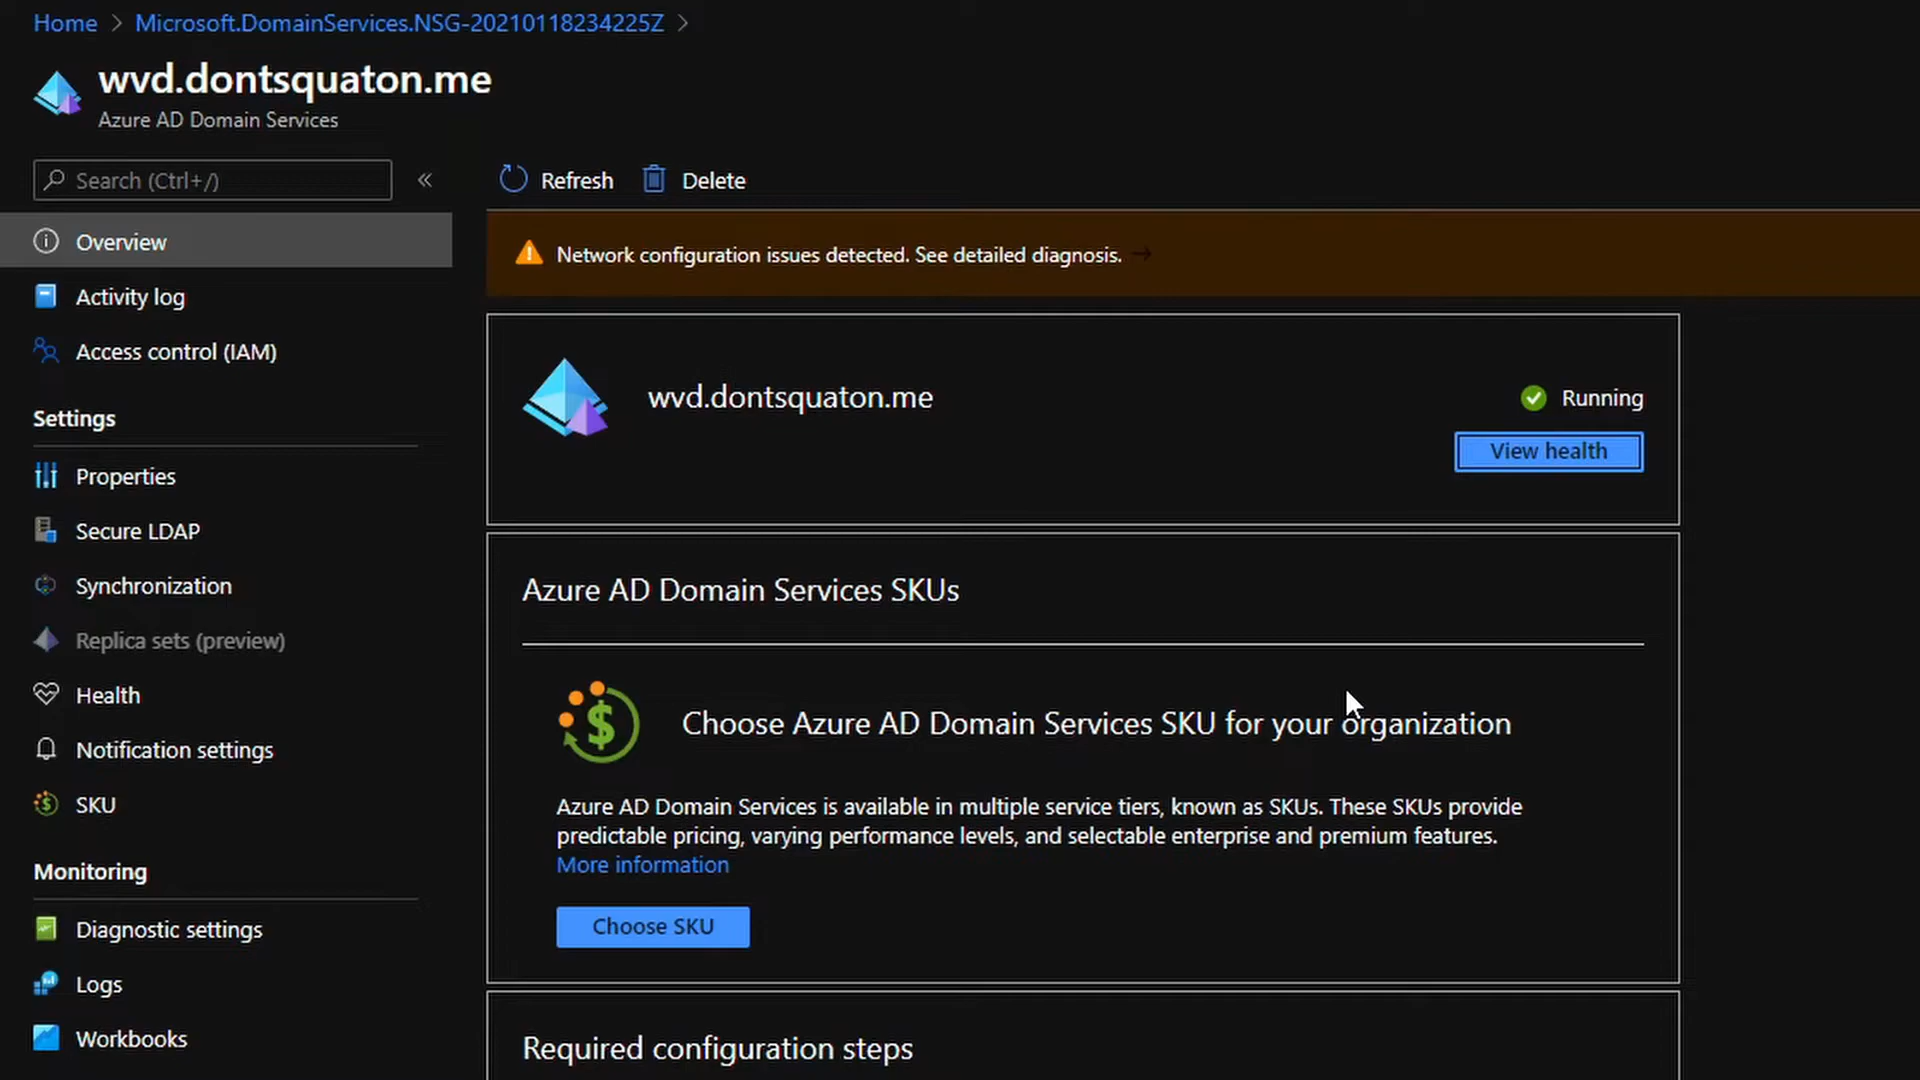 Home > Microsoft.DomainServices.NSG-20210118234225Z >
wvd.dontsquaton.me
Azure AD Domain Services
Search (Ctrl+/)
«
Refresh
Delete
Overview
Activity log
Access control (IAM)
Settings
Properties
Secure LDAP
Synchronization
Replica sets (preview)
Health
Notification settings
SKU
Monitoring
Diagnostic settings
Logs
Workbooks
Network configuration issues detected. See detailed diagnosis. →
wvd.dontsquaton.me
Running
View health
Azure AD Domain Services SKUs
Choose Azure AD Domain Services SKU for your organization
Azure AD Domain Services is available in multiple service tiers, known as SKUs. These SKUs provide
predictable pricing, varying performance levels, and selectable enterprise and premium features.
More information
Choose SKU
Required configuration steps